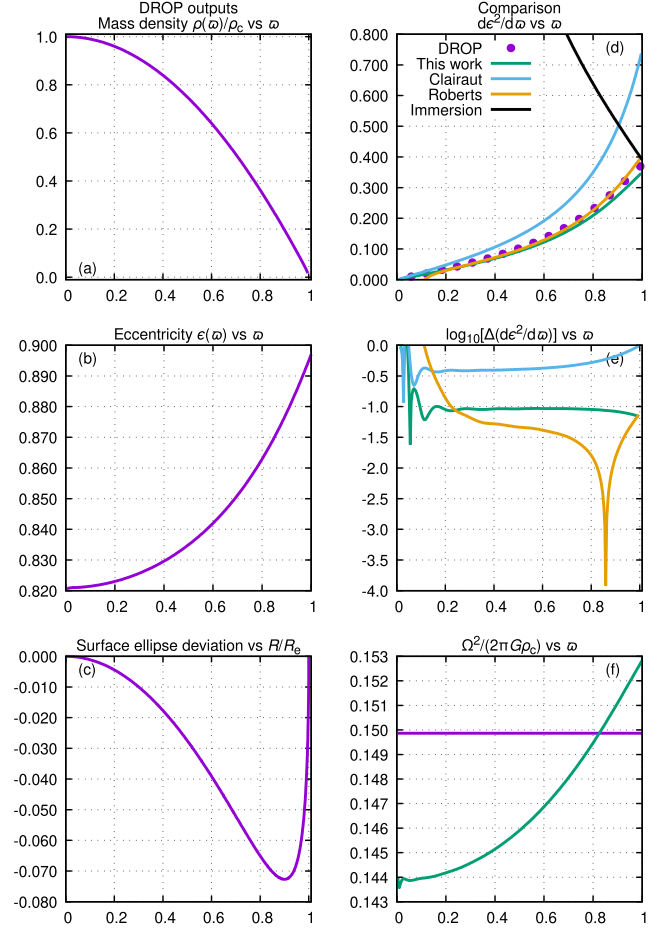 DROP outputs
Mass density ρ(ϖ)/ρc vs ϖ
1.0
0.8
0.6
0.4
0.2
0.0
(a)
0 0.2 0.4 0.6 0.8 1
Comparison
dϵ²/dϖ vs ϖ
0.800
0.700
0.600
0.500
0.400
0.300
0.200
0.100
0.000
(d)
DROP
This work
Clairaut
Roberts
Immersion
0 0.2 0.4 0.6 0.8 1
Eccentricity ϵ(ϖ) vs ϖ
0.900
0.890
0.880
0.870
0.860
0.850
0.840
0.830
0.820
(b)
0 0.2 0.4 0.6 0.8 1
log₁₀[Δ(dϵ²/dϖ)] vs ϖ
0.0
-0.5
-1.0
-1.5
-2.0
-2.5
-3.0
-3.5
-4.0
(e)
0 0.2 0.4 0.6 0.8 1
Surface ellipse deviation vs R/Rₑ
0.000
-0.010
-0.020
-0.030
-0.040
-0.050
-0.060
-0.070
-0.080
(c)
0 0.2 0.4 0.6 0.8 1
Ω²/(2πGρc) vs ϖ
0.153
0.152
0.151
0.150
0.149
0.148
0.147
0.146
0.145
0.144
0.143
(f)
0 0.2 0.4 0.6 0.8 1